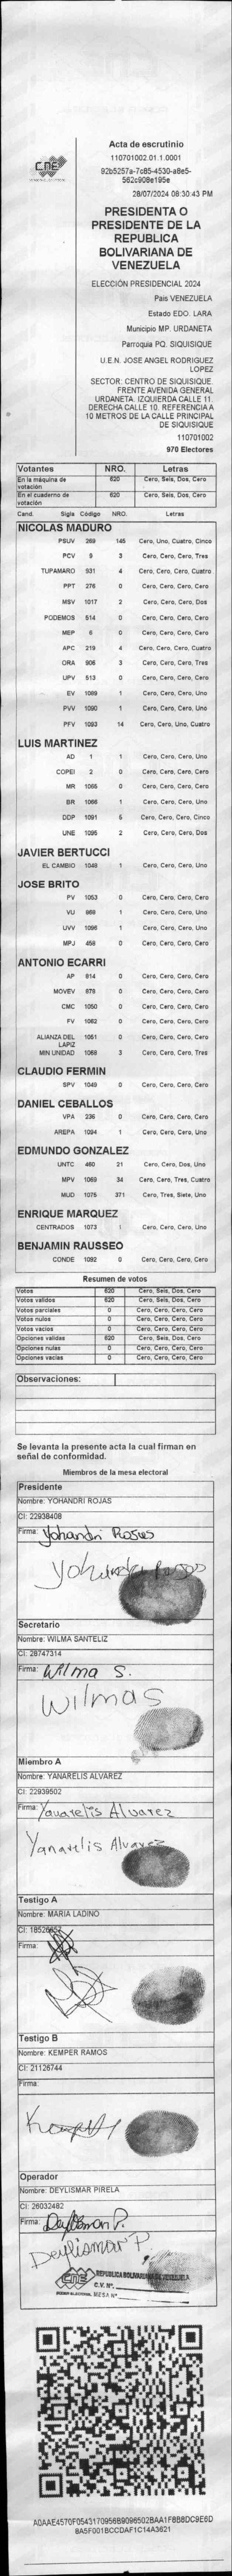 CNE
Acta de escrutinio
110701002.01.1.0001
92b5257a-7c85-4530-a8e5-
562c908e195e
28/07/2024 08:30:43 PM
PRESIDENTA O
PRESIDENTE DE LA
REPUBLICA
BOLIVARIANA DE
VENEZUELA
ELECCIÓN PRESIDENCIAL 2024
Pais VENEZUELA
Estado EDO. LARA
Municipio MP. URDANETA
Parroquia PQ. SIQUISIQUE
U.E.N. JOSE ANGEL RODRIGUEZ
LOPEZ
SECTOR: CENTRO DE SIQUISIQUE.
FRENTE AVENIDA GENERAL
URDANETA. IZQUIERDA CALLE 11.
DERECHA CALLE 10. REFERENCIA A
10 METROS DE LA CALLE PRINCIPAL
DE SIQUISIQUE
110701002
970 Electores
Votantes NRO. Letras
En la máquina de votación 620 Cero, Seis, Dos, Cero
En el cuaderno de votación 620 Cero, Seis, Dos, Cero
Cand. Sigla Código NRO. Letras
NICOLAS MADURO
PSUV 269 145 Cero, Uno, Cuatro, Cinco
PCV 9 3 Cero, Cero, Cero, Tres
TUPAMARO 931 4 Cero, Cero, Cero, Cuatro
PPT 276 0 Cero, Cero, Cero, Cero
MSV 1017 2 Cero, Cero, Cero, Dos
PODEMOS 514 0 Cero, Cero, Cero, Cero
MEP 6 0 Cero, Cero, Cero, Cero
APC 219 4 Cero, Cero, Cero, Cuatro
ORA 906 3 Cero, Cero, Cero, Tres
UPV 513 0 Cero, Cero, Cero, Cero
EV 1089 1 Cero, Cero, Cero, Uno
PVV 1090 1 Cero, Cero, Cero, Uno
PFV 1093 14 Cero, Cero, Uno, Cuatro
LUIS MARTINEZ
AD 1 1 Cero, Cero, Cero, Uno
COPEI 2 0 Cero, Cero, Cero, Cero
MR 1065 0 Cero, Cero, Cero, Cero
BR 1066 1 Cero, Cero, Cero, Uno
DDP 1091 5 Cero, Cero, Cero, Cinco
UNE 1095 2 Cero, Cero, Cero, Dos
JAVIER BERTUCCI
EL CAMBIO 1048 1 Cero, Cero, Cero, Uno
JOSE BRITO
PV 1053 0 Cero, Cero, Cero, Cero
VU 868 1 Cero, Cero, Cero, Uno
UVV 1096 1 Cero, Cero, Cero, Uno
MPJ 458 0 Cero, Cero, Cero, Cero
ANTONIO ECARRI
AP 914 0 Cero, Cero, Cero, Cero
MOVEV 879 0 Cero, Cero, Cero, Cero
CMC 1050 0 Cero, Cero, Cero, Cero
FV 1062 0 Cero, Cero, Cero, Cero
ALIANZA DEL LAPIZ 1051 0 Cero, Cero, Cero, Cero
MIN UNIDAD 1068 3 Cero, Cero, Cero, Tres
CLAUDIO FERMIN
SPV 1049 0 Cero, Cero, Cero, Cero
DANIEL CEBALLOS
VPA 236 0 Cero, Cero, Cero, Cero
AREPA 1094 1 Cero, Cero, Cero, Uno
EDMUNDO GONZALEZ
UNTC 460 21 Cero, Cero, Dos, Uno
MPV 1069 34 Cero, Cero, Tres, Cuatro
MUD 1075 371 Cero, Tres, Siete, Uno
ENRIQUE MARQUEZ
CENTRADOS 1073 1 Cero, Cero, Cero, Uno
BENJAMIN RAUSSEO
CONDE 1092 0 Cero, Cero, Cero, Cero
Resumen de votos
Votos 620 Cero, Seis, Dos, Cero
Votos validos 620 Cero, Seis, Dos, Cero
Votos parciales 0 Cero, Cero, Cero, Cero
Votos nulos 0 Cero, Cero, Cero, Cero
Votos vacios 0 Cero, Cero, Cero, Cero
Opciones validas 620 Cero, Seis, Dos, Cero
Opciones nulas 0 Cero, Cero, Cero, Cero
Opciones vacias 0 Cero, Cero, Cero, Cero
Observaciones:
Se levanta la presente acta la cual firman en
señal de conformidad.
Miembros de la mesa electoral
Presidente
Nombre: YOHANDRI ROJAS
CI: 22938408
Firma: Yohandri Rojas
Yohandri Rojas
Secretario
Nombre: WILMA SANTELIZ
CI: 28747314
Firma: Wilma S.
Wilmas
Miembro A
Nombre: YANARELIS ALVAREZ
CI: 22939502
Firma: Yanarelis Alvarez
Yanarelis Alvarez
Testigo A
Nombre: MARIA LADINO
CI:
Firma:
Testigo B
Nombre: KEMPER RAMOS
CI: 21126744
Firma:
Operador
Nombre: DEYLISMAR PIRELA
CI: 26032482
Firma: Deylismar P.
Deylismar P.
CNE REPUBLICA BOLIVARIANA DE VENEZUELA
C.V. Nº
PODER ELECTORAL MESA Nº
A0AAE4570F0543170956B9096502BAA1F8B8DC9E6D
8A5F001BCCDAF1C14A3621